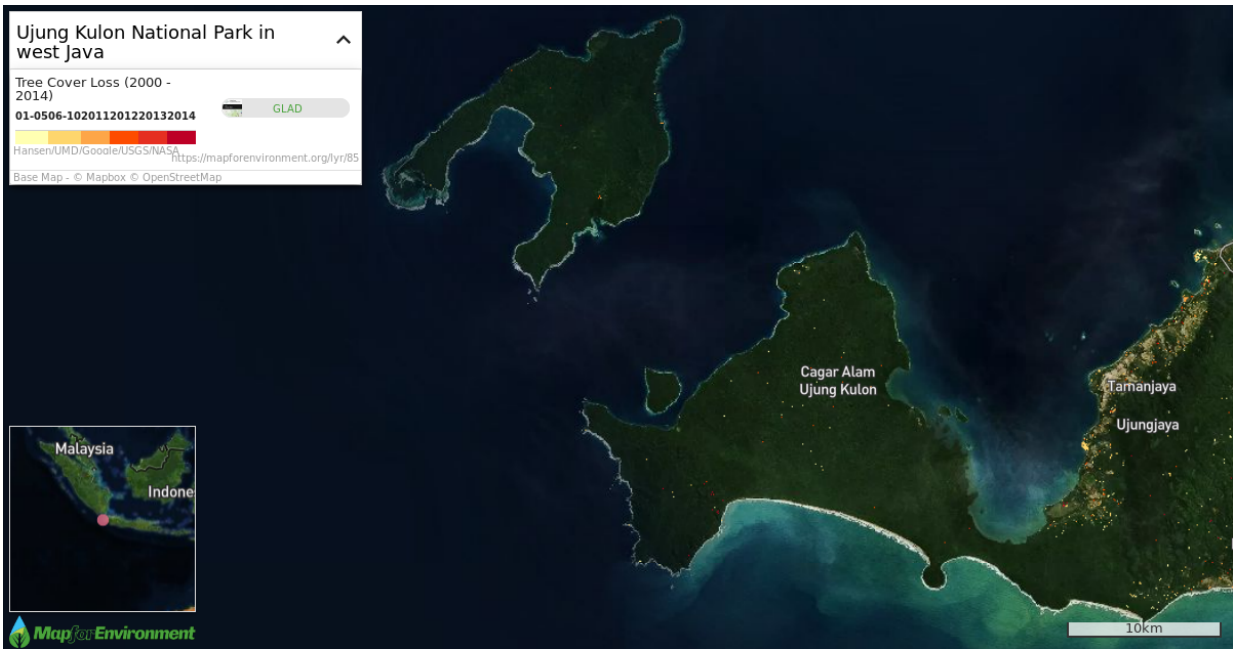 Ujung Kulon National Park in
west Java
Tree Cover Loss (2000 -
2014)
01-0506-102011201220132014
GLAD
Hansen/UMD/Google/USGS/NASA
https://mapforenvironment.org/lyr/85
Base Map - © Mapbox © OpenStreetMap
Cagar Alam
Ujung Kulon
Tamanjaya
Ujungjaya
Malaysia
Indone
MapforEnvironment
10km